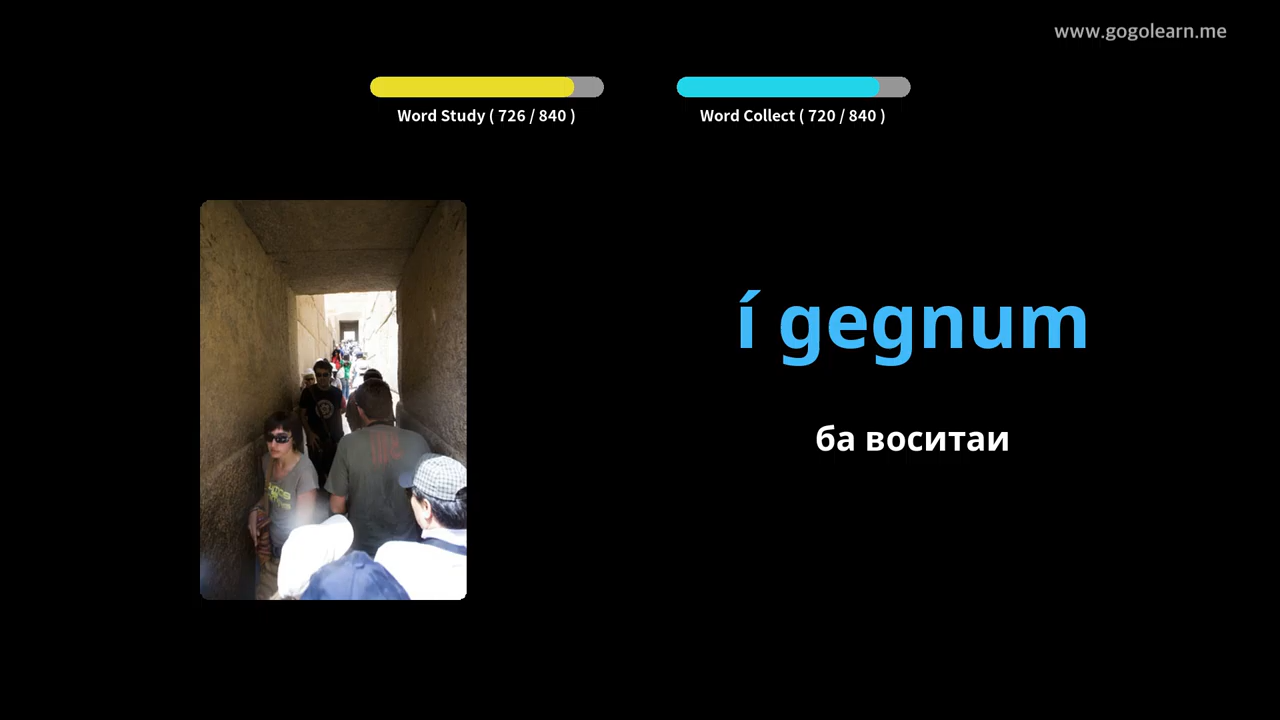 www.gogolearn.me
Word Study ( 726 / 840 )
Word Collect ( 720 / 840 )
í gegnum
ба воситаи